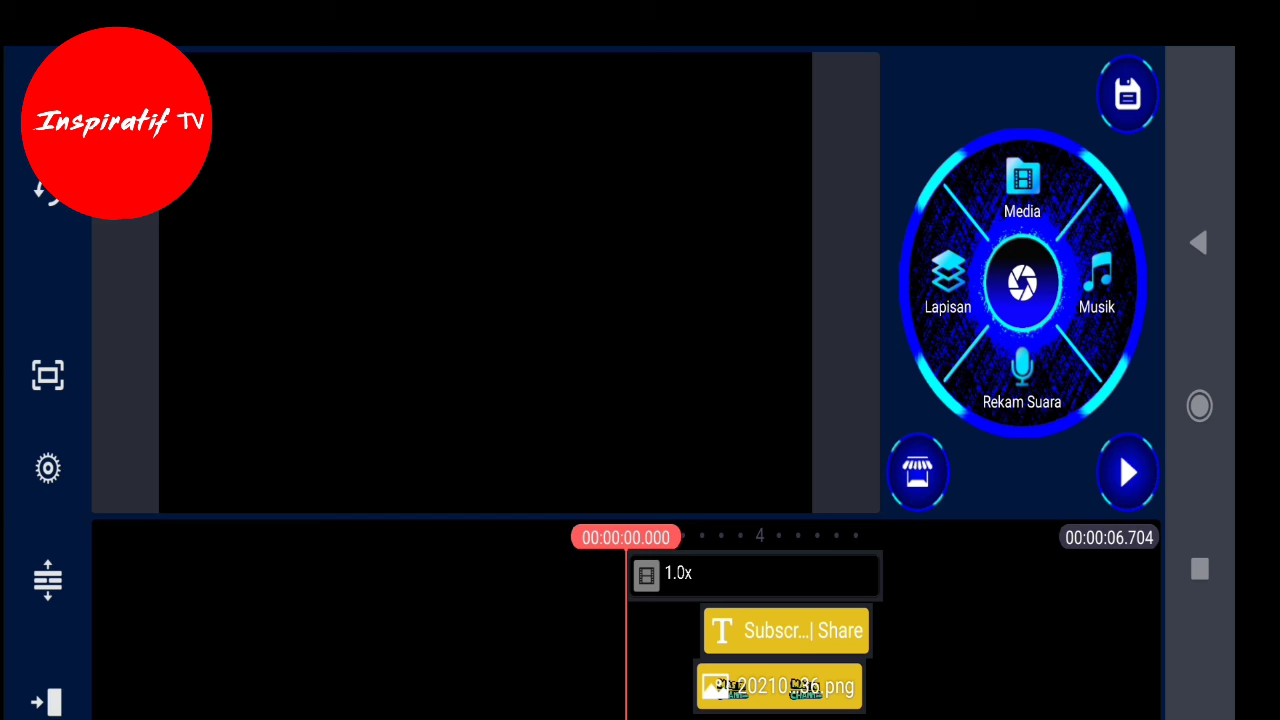 Inspiratif TV
Media
Lapisan
Musik
Rekam Suara
00:00:00.000
4
00:00:06.704
1.0x
T Subscr...| Share
20210...36.png